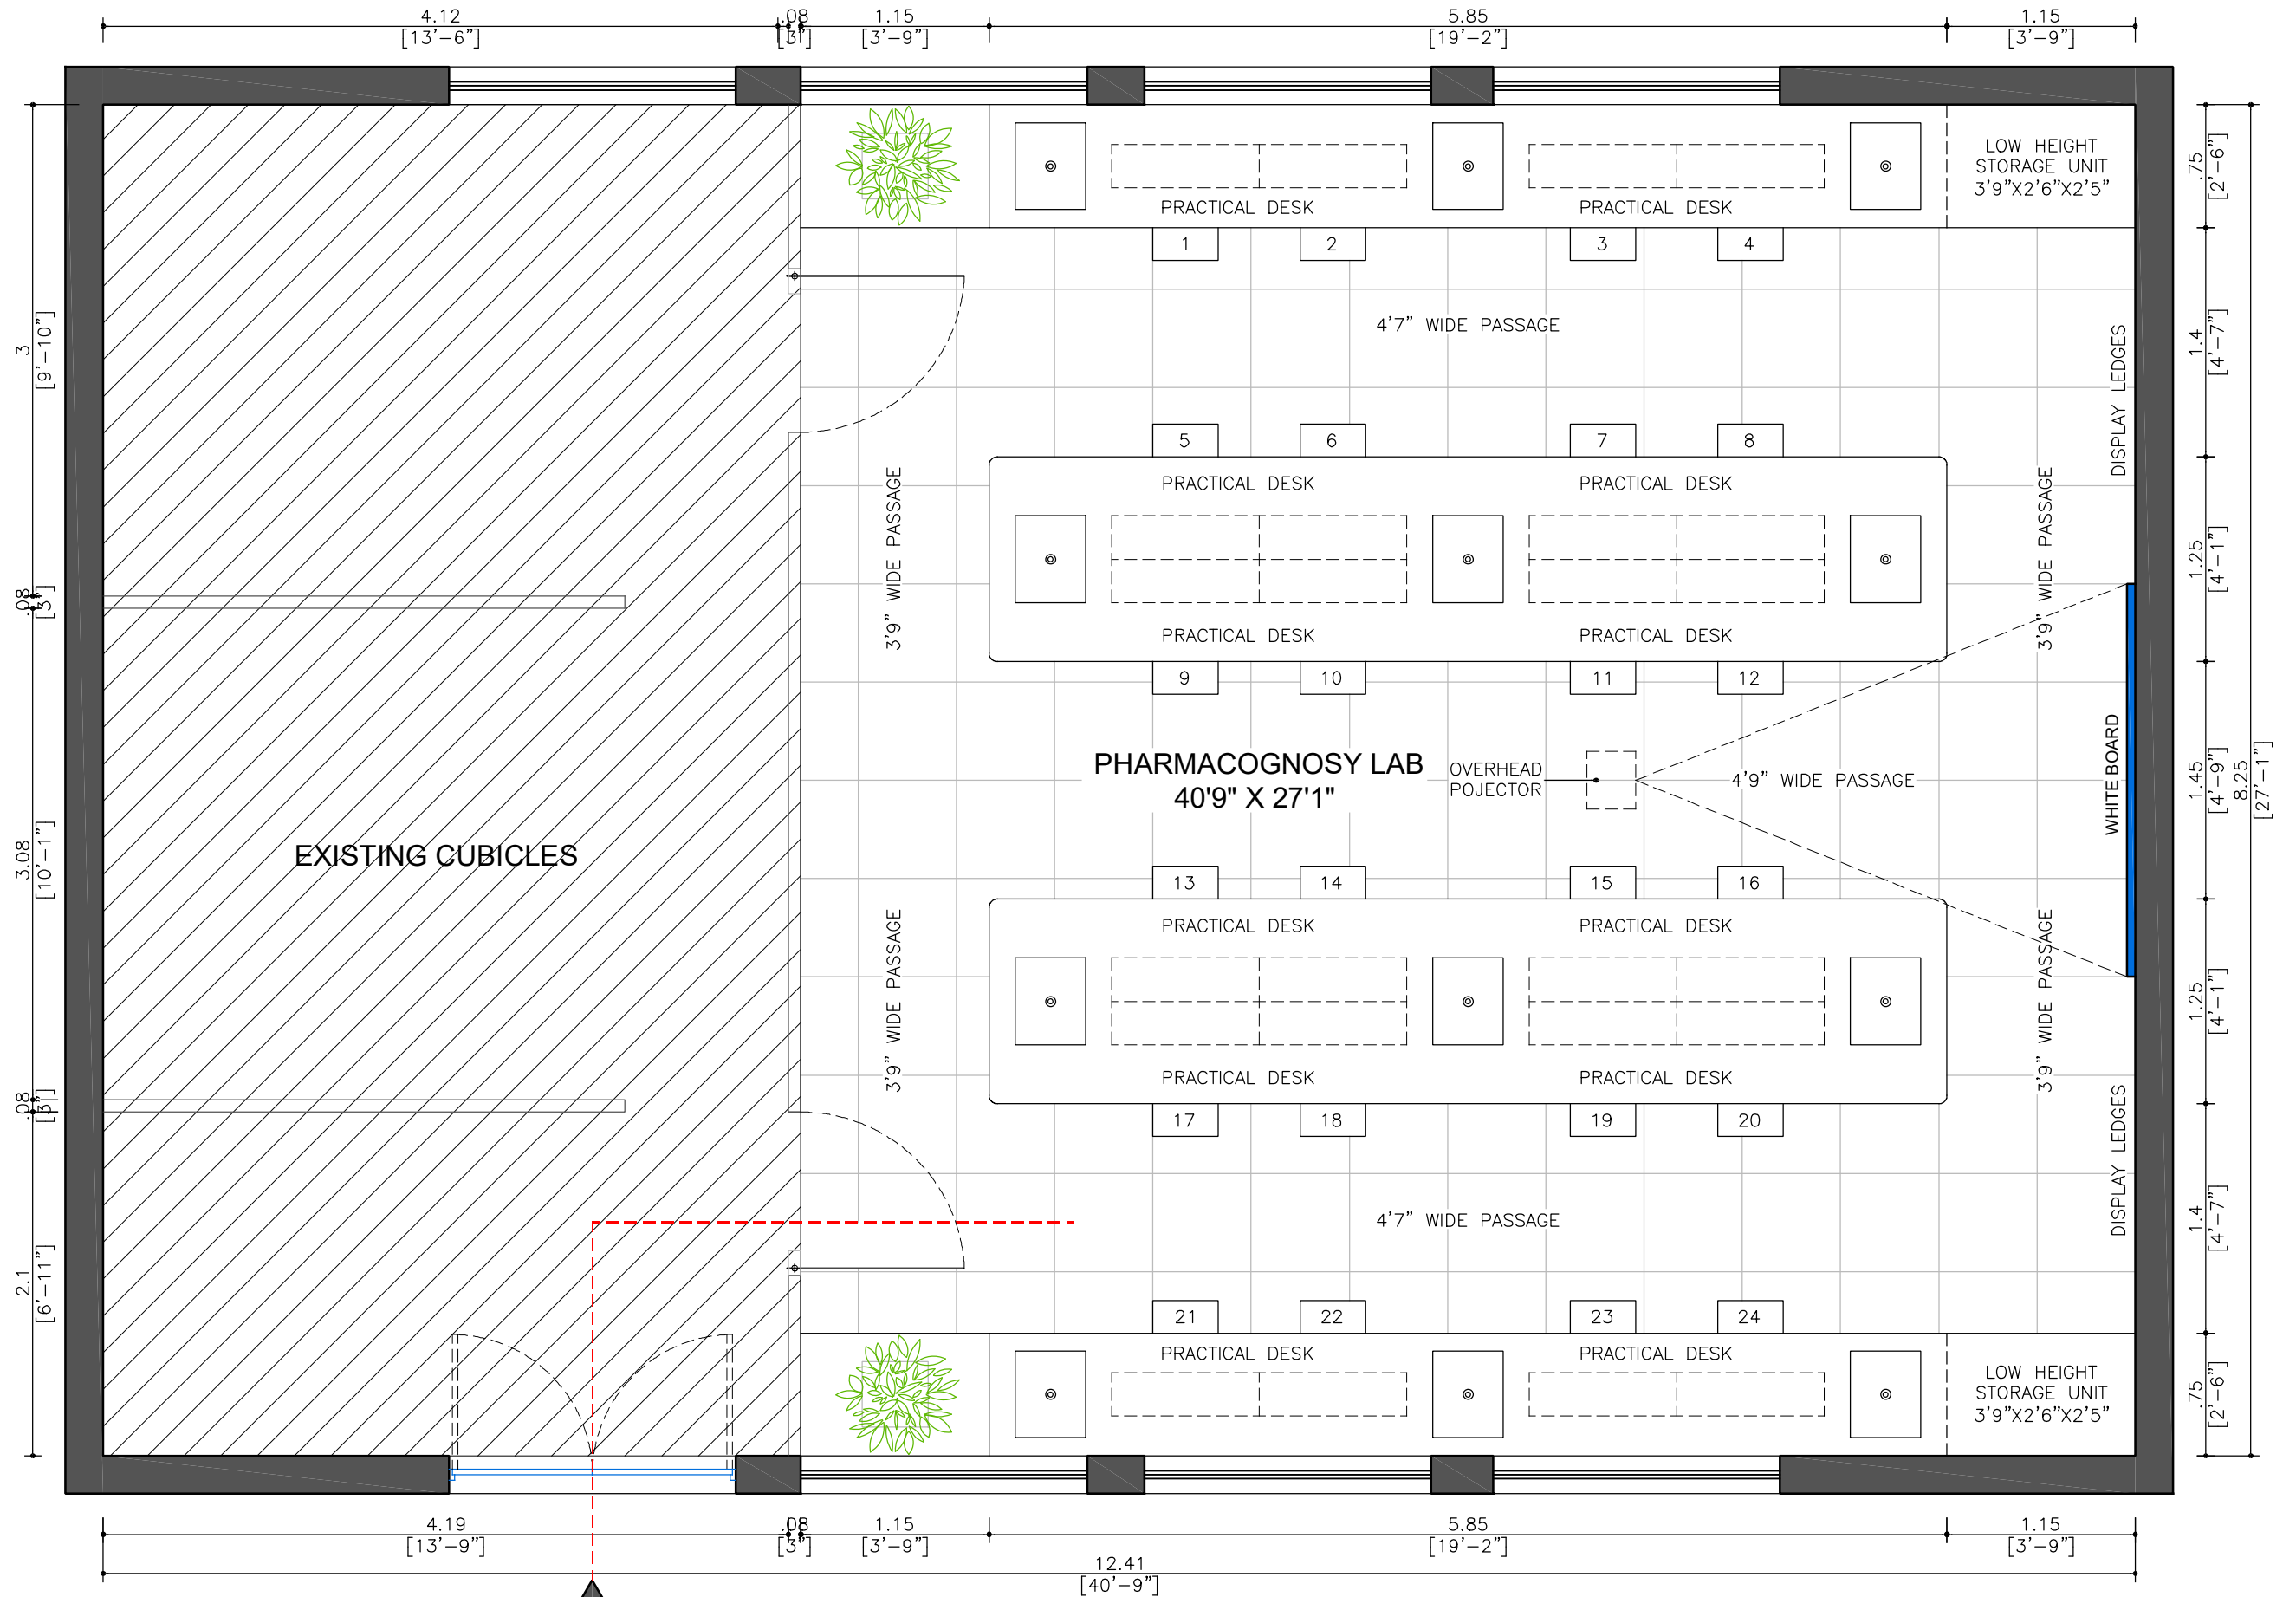 4.12
[13'-6"]
.08
[3"]
1.15
[3'-9"]
5.85
[19'-2"]
1.15
[3'-9"]
LOW HEIGHT
STORAGE UNIT
3'9"X2'6"X2'5"
PRACTICAL DESK
PRACTICAL DESK
1
2
3
4
.75
[2'-6"]
4'7" WIDE PASSAGE
3
[9'-10"]
DISPLAY LEDGES
1.4
[4'-7"]
5
6
7
8
PRACTICAL DESK
PRACTICAL DESK
3'9" WIDE PASSAGE
3'9" WIDE PASSAGE
1.25
[4'-1"]
.08
[3"]
PRACTICAL DESK
PRACTICAL DESK
9
10
11
12
PHARMACOGNOSY LAB
40'9" X 27'1"
OVERHEAD
POJECTOR
4'9" WIDE PASSAGE
WHITE BOARD
1.45
[4'-9"]
8.25
[27'-1"]
EXISTING CUBICLES
3.08
[10'-1"]
13
14
15
16
PRACTICAL DESK
PRACTICAL DESK
3'9" WIDE PASSAGE
3'9" WIDE PASSAGE
1.25
[4'-1"]
PRACTICAL DESK
PRACTICAL DESK
.08
[3"]
17
18
19
20
DISPLAY LEDGES
4'7" WIDE PASSAGE
1.4
[4'-7"]
2.1
[6'-11"]
21
22
23
24
PRACTICAL DESK
PRACTICAL DESK
LOW HEIGHT
STORAGE UNIT
3'9"X2'6"X2'5"
.75
[2'-6"]
4.19
[13'-9"]
.08
[3"]
1.15
[3'-9"]
5.85
[19'-2"]
1.15
[3'-9"]
12.41
[40'-9"]